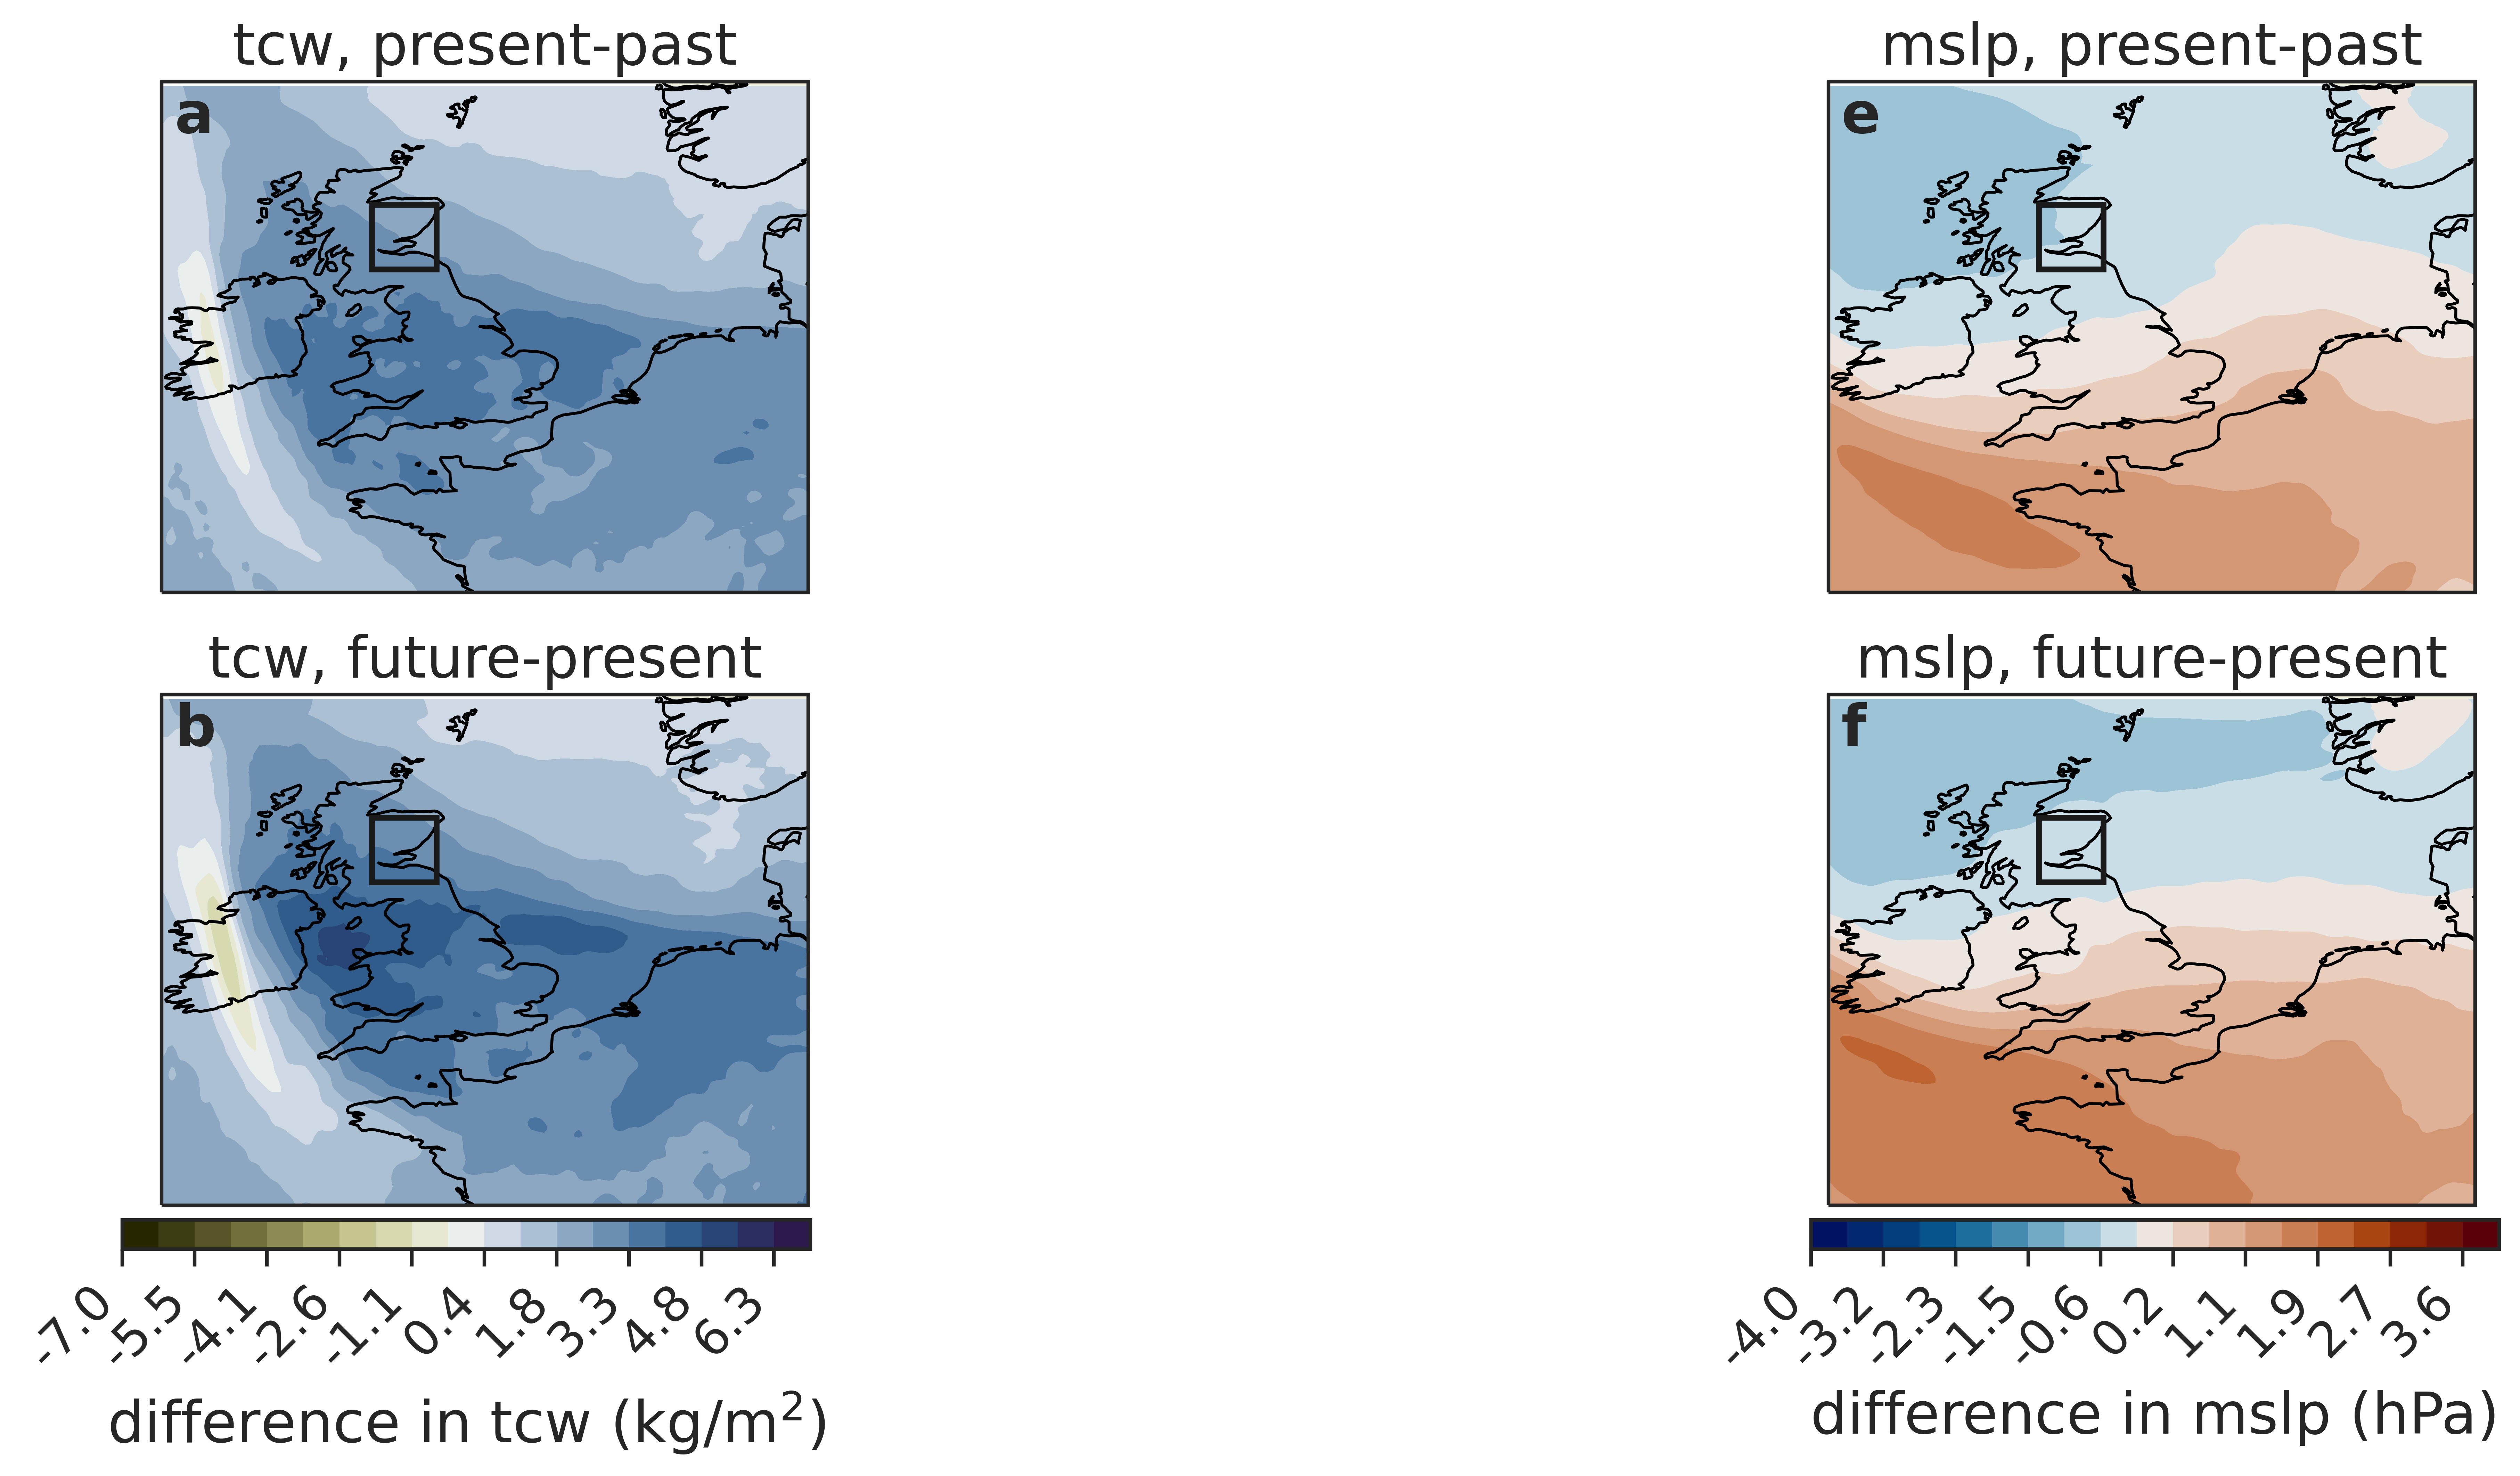 tcw, present-past
mslp, present-past
a
e
tcw, future-present
mslp, future-present
b
f
-7.0 -5.5 -4.1 -2.6 -1.1 0.4 1.8 3.3 4.8 6.3
-4.0 -3.2 -2.3 -1.5 -0.6 0.2 1.1 1.9 2.7 3.6
difference in tcw (kg/m²)
difference in mslp (hPa)